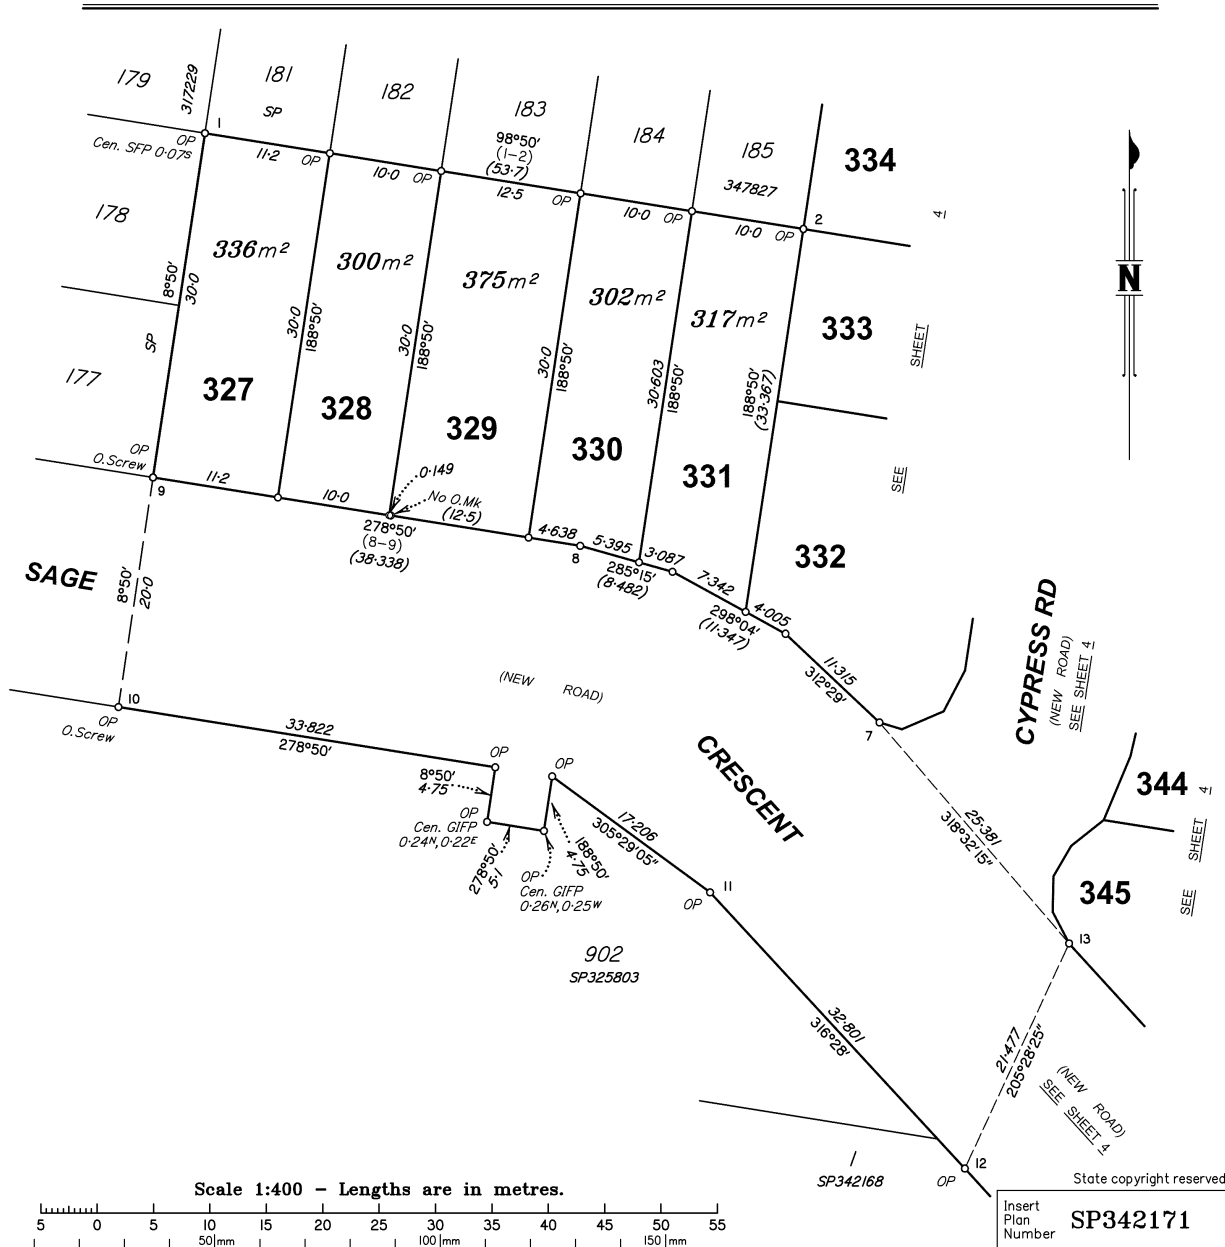 179
317229
181
SP
182
183
184
185
347827
334
98°50′
(1-2)
(53·7)
1
OP
Cen. SFP 0·07S
11·2
OP
10·0
OP
12·5
OP
10·0
OP
10·0
OP
2
4
178
336m²
300m²
375m²
302m²
317m²
N
8°50′
30·0
30·0
188°50′
30·0
188°50′
30·0
188°50′
30·603
188°50′
188°50′
(33·367)
333
SHEET
SP
177
327
328
329
330
331
SEE
OP
O.Screw
9
11·2
10·0
0·149
No O.Mk
(12·5)
278°50′
(8-9)
(38·338)
4·638
8
5·395
3·087
285°15′
(8·482)
7·342
4·005
298°04′
(11·347)
332
SAGE
8°50′
20·0
11·315
312°29′
7
CYPRESS RD
(NEW ROAD)
SEE SHEET 4
(NEW ROAD)
10
OP
O.Screw
33·822
278°50′
OP
OP
8°50′
4·75
OP
Cen. GIFP
0·24N,0·22E
278°50′
5·1
188°50′
4·75
OP
Cen. GIFP
0·26N,0·25W
17·206
305°29′05″
CRESCENT
25·381
318°32′15″
344
4
SHEET
SEE
345
11
OP
13
902
SP325803
32·801
316°28′
21·477
205°28′25″
(NEW ROAD)
SEE SHEET 4
1
SP342168
12
OP
State copyright reserved
Scale 1:400 – Lengths are in metres.
5 0 5 10 15 20 25 30 35 40 45 50 55
50 mm 100 mm 150 mm
Insert
Plan
Number
SP342171